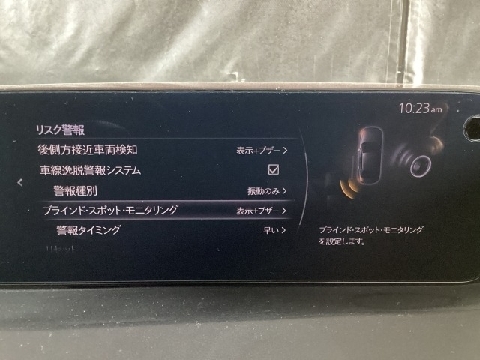 10:23 am
リスク警報
後側方接近車両検知 表示+ブザー
車線逸脱警報システム
警報種別 振動のみ
ブラインド・スポット・モニタリング 表示+ブザー
警報タイミング 早い
ブラインド・スポット・モニタリング
を設定します。